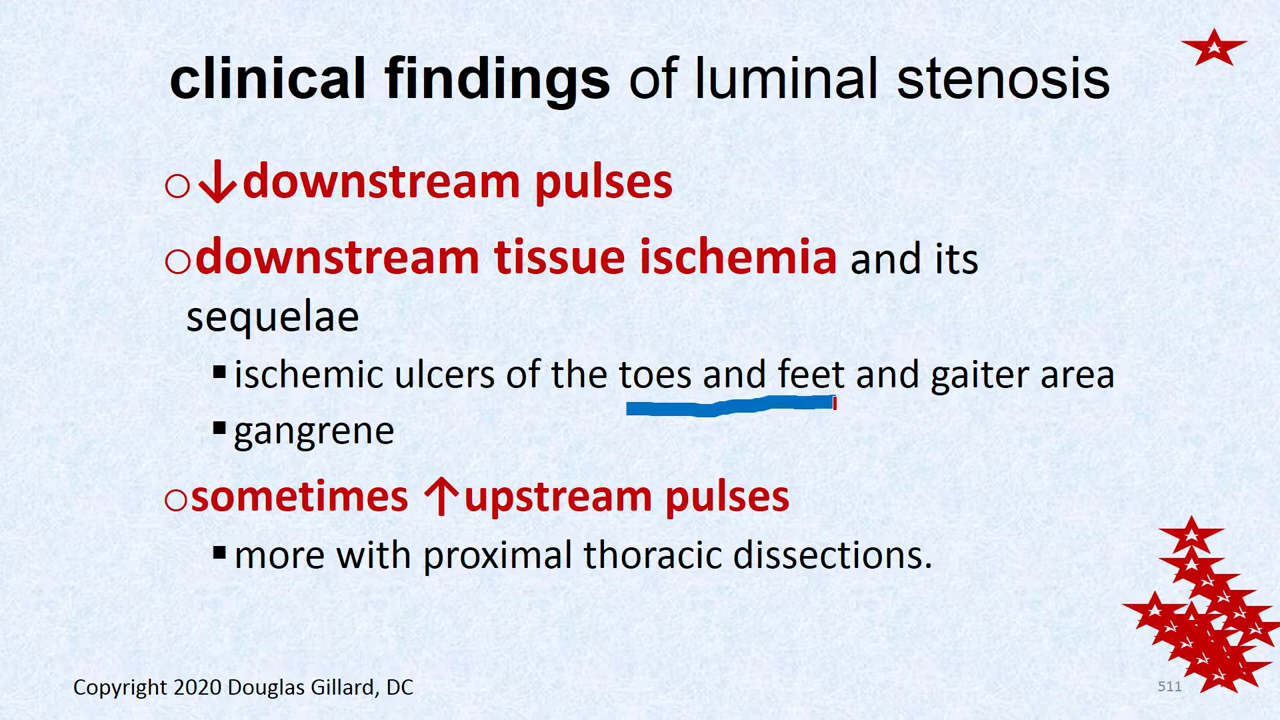 clinical findings of luminal stenosis
○↓downstream pulses
○downstream tissue ischemia and its
sequelae
▪ischemic ulcers of the toes and feet and gaiter area
▪gangrene
○sometimes ↑upstream pulses
▪more with proximal thoracic dissections.
Copyright 2020 Douglas Gillard, DC
511